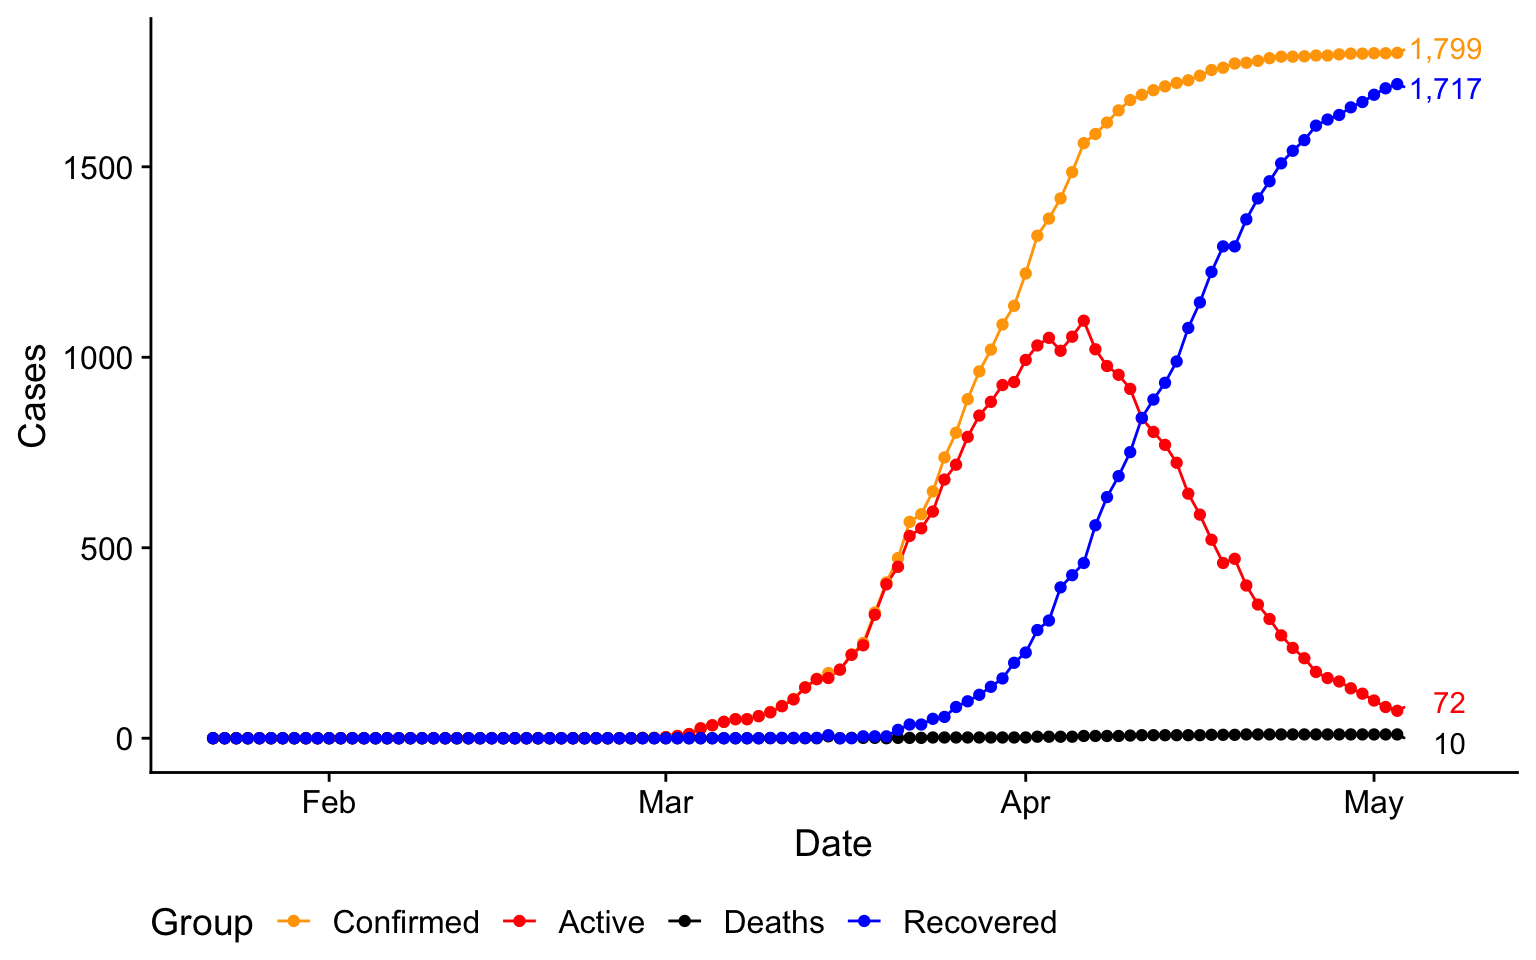 1,799
1,717
1500
1000
500
0
Cases
72
10
Feb Mar Apr May
Date
Group Confirmed Active Deaths Recovered